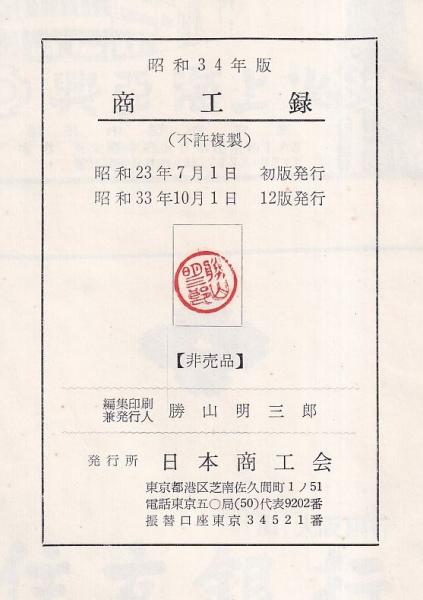 昭和34年版
商工録
(不許複製)
昭和23年7月1日 初版発行
昭和33年10月1日 12版発行
勝山
明三郎
【非売品】
編集印刷
兼発行人 勝山明三郎
発行所 日本商工会
東京都港区芝南佐久間町1ノ51
電話東京五〇局(50)代表9202番
振替口座東京34521番